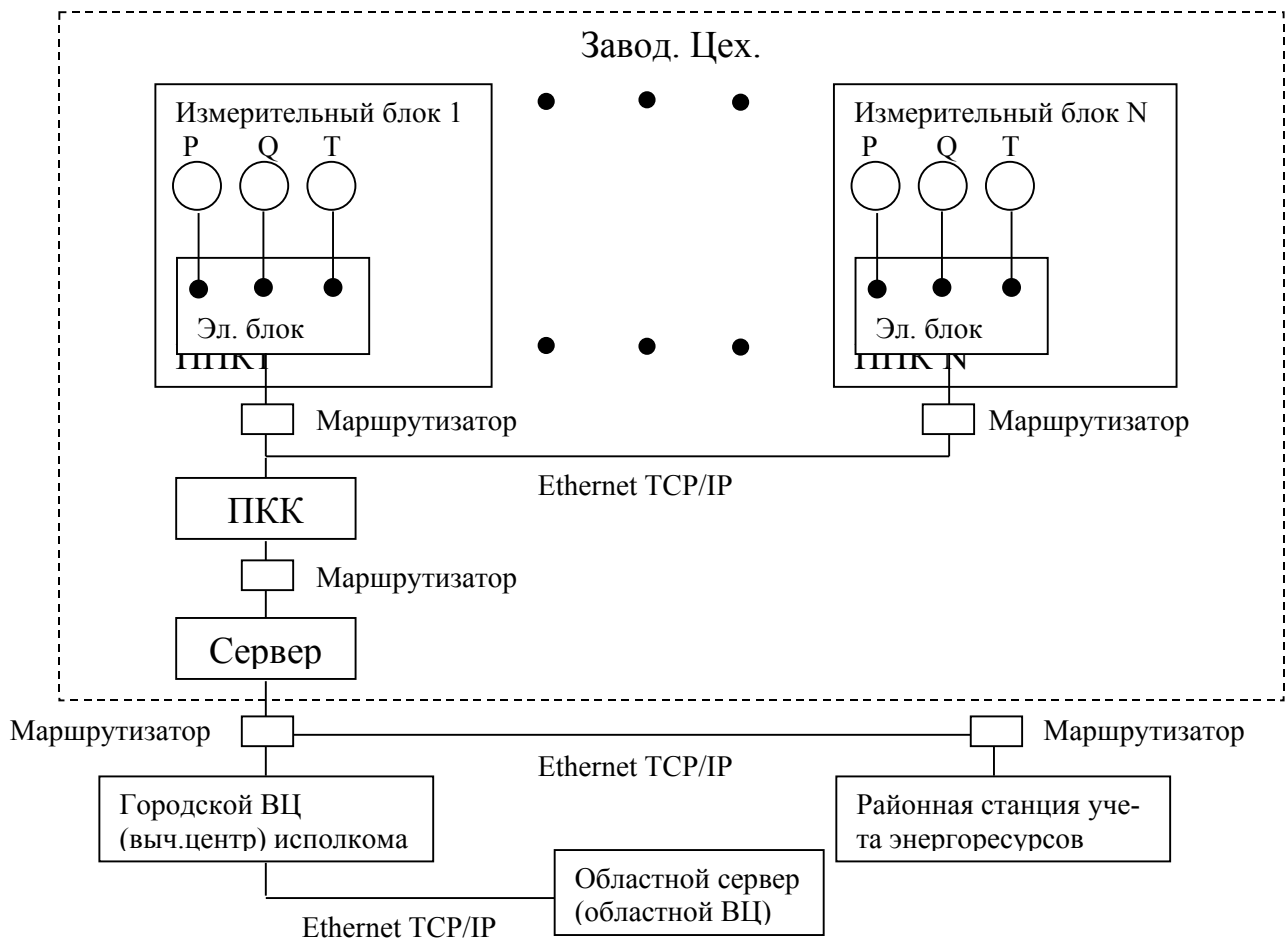 Завод. Цех.
Измерительный блок 1
P Q T
Эл. блок
ППК1
Измерительный блок N
P Q T
Эл. блок
ППК N
Маршрутизатор
Маршрутизатор
Ethernet TCP/IP
ПКК
Маршрутизатор
Сервер
Маршрутизатор
Маршрутизатор
Ethernet TCP/IP
Городской ВЦ
(выч.центр) исполкома
Районная станция уче-
та энергоресурсов
Областной сервер
(областной ВЦ)
Ethernet TCP/IP